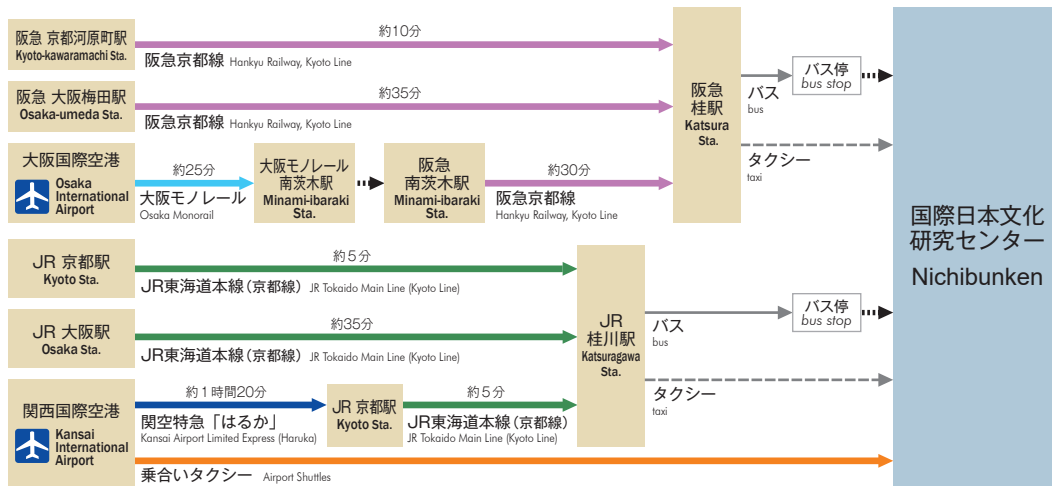 阪急 京都河原町駅
Kyoto-kawaramachi Sta.
約10分
阪急京都線 Hankyu Railway, Kyoto Line
阪急 大阪梅田駅
Osaka-umeda Sta.
約35分
阪急京都線 Hankyu Railway, Kyoto Line
大阪国際空港
Osaka
International
Airport
約25分
大阪モノレール
Osaka Monorail
大阪モノレール
南茨木駅
Minami-ibaraki
Sta.
阪急
南茨木駅
Minami-ibaraki
Sta.
約30分
阪急京都線
Hankyu Railway, Kyoto Line
阪急
桂駅
Katsura
Sta.
バス
bus
バス停
bus stop
タクシー
taxi
JR 京都駅
Kyoto Sta.
約5分
JR東海道本線(京都線) JR Tokaido Main Line (Kyoto Line)
JR 大阪駅
Osaka Sta.
約35分
JR東海道本線(京都線) JR Tokaido Main Line (Kyoto Line)
関西国際空港
Kansai
International
Airport
約1時間20分
関空特急「はるか」
Kansai Airport Limited Express (Haruka)
JR 京都駅
Kyoto Sta.
約5分
JR東海道本線(京都線)
JR Tokaido Main Line (Kyoto Line)
乗合いタクシー Airport Shuttles
JR
桂川駅
Katsuragawa
Sta.
バス
bus
バス停
bus stop
タクシー
taxi
国際日本文化
研究センター
Nichibunken